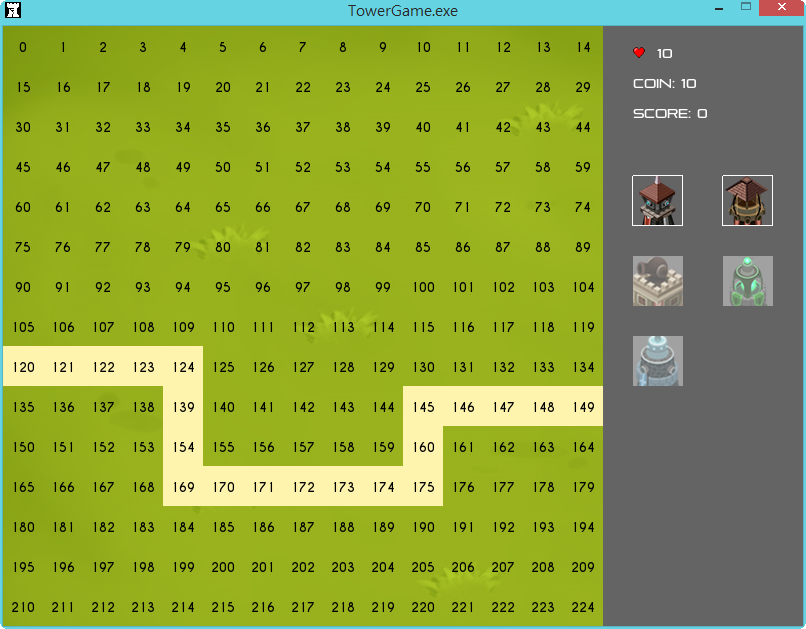 TowerGame.exe
0 1 2 3 4 5 6 7 8 9 10 11 12 13 14
15 16 17 18 19 20 21 22 23 24 25 26 27 28 29
30 31 32 33 34 35 36 37 38 39 40 41 42 43 44
45 46 47 48 49 50 51 52 53 54 55 56 57 58 59
60 61 62 63 64 65 66 67 68 69 70 71 72 73 74
75 76 77 78 79 80 81 82 83 84 85 86 87 88 89
90 91 92 93 94 95 96 97 98 99 100 101 102 103 104
105 106 107 108 109 110 111 112 113 114 115 116 117 118 119
120 121 122 123 124 125 126 127 128 129 130 131 132 133 134
135 136 137 138 139 140 141 142 143 144 145 146 147 148 149
150 151 152 153 154 155 156 157 158 159 160 161 162 163 164
165 166 167 168 169 170 171 172 173 174 175 176 177 178 179
180 181 182 183 184 185 186 187 188 189 190 191 192 193 194
195 196 197 198 199 200 201 202 203 204 205 206 207 208 209
210 211 212 213 214 215 216 217 218 219 220 221 222 223 224
10
COIN: 10
SCORE: 0